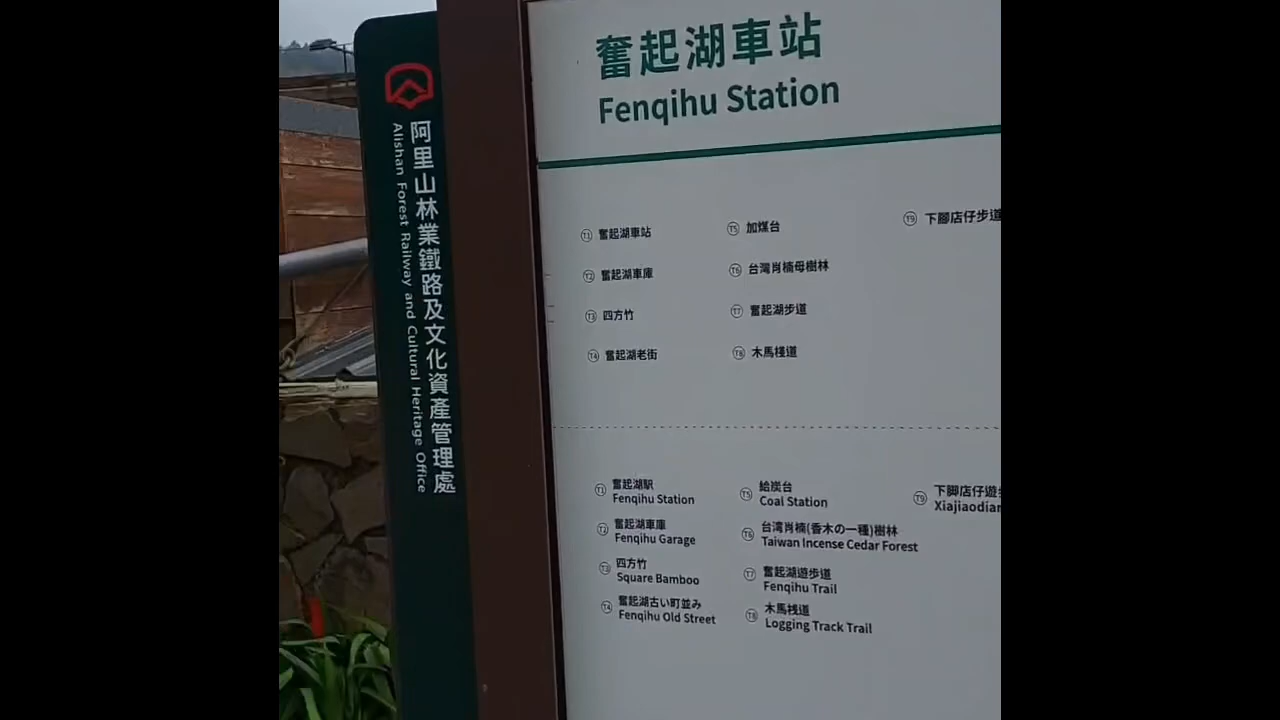 阿里山林業鐵路及文化資產管理處
Alishan Forest Railway and Cultural Heritage Office
奮起湖車站
Fenqihu Station
T1 奮起湖車站
T2 奮起湖車庫
T3 四方竹
T4 奮起湖老街
T5 加煤台
T6 台灣肖楠母樹林
T7 奮起湖步道
T8 木馬棧道
T9 下腳店仔步道
T1 奮起湖駅
Fenqihu Station
T2 奮起湖車庫
Fenqihu Garage
T3 四方竹
Square Bamboo
T4 奮起湖古い町並み
Fenqihu Old Street
T5 給炭台
Coal Station
T6 台湾肖楠(香木の一種)樹林
Taiwan Incense Cedar Forest
T7 奮起湖遊歩道
Fenqihu Trail
T8 木馬桟道
Logging Track Trail
T9 下脚店仔遊
Xiajiaodian